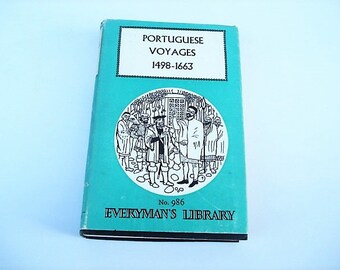 PORTUGUESE
VOYAGES
1498-1663
No. 986
EVERYMAN'S LIBRARY